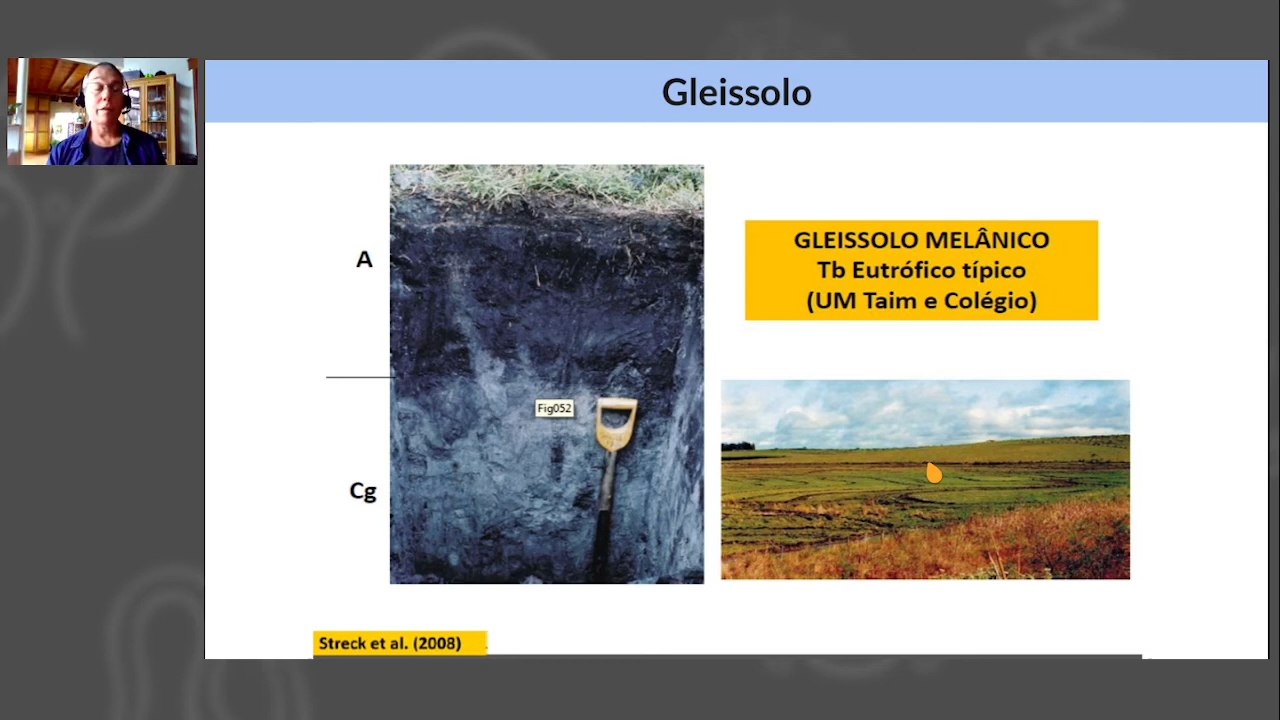 Gleissolo
A
GLEISSOLO MELÂNICO
Tb Eutrófico típico
(UM Taim e Colégio)
Fig052
Cg
Streck et al. (2008)